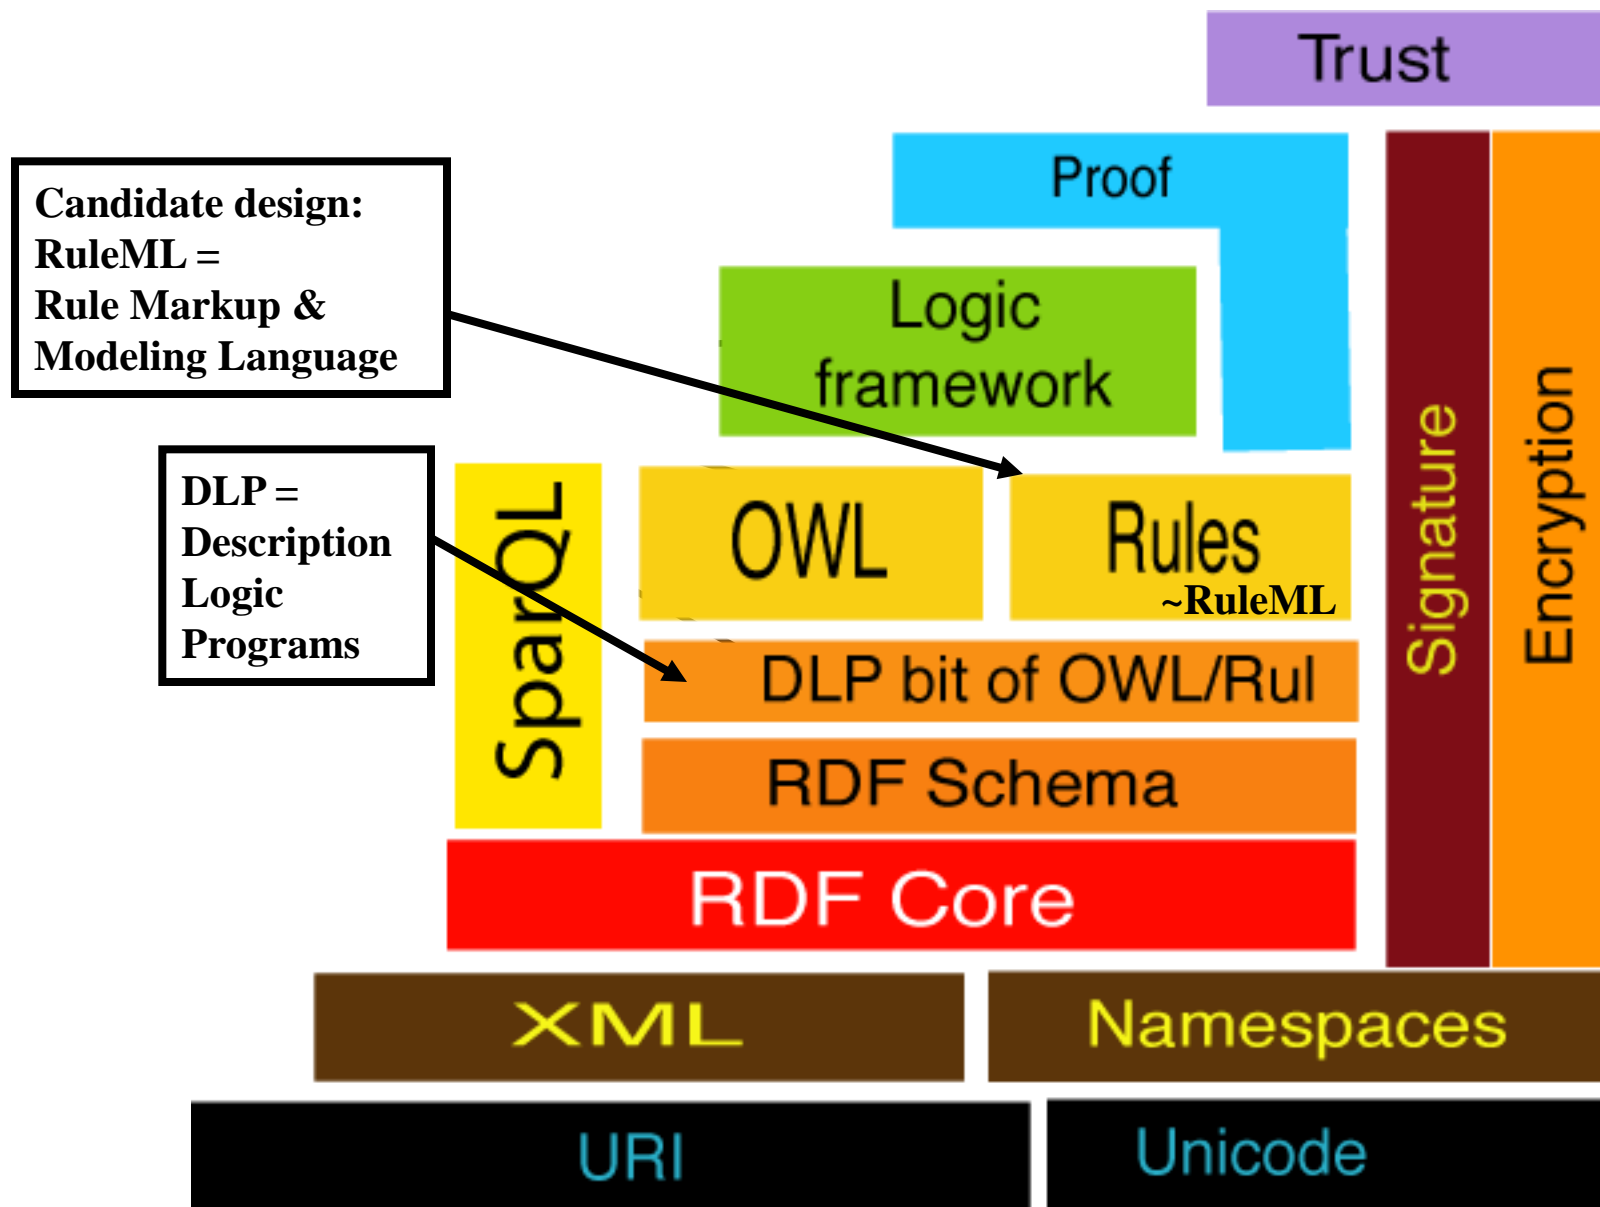 Trust
Proof
Candidate design:
RuleML =
Rule Markup &
Modeling Language
Logic
framework
DLP =
Description
Logic
Programs
SparQL
OWL
Rules
~RuleML
Signature
Encryption
DLP bit of OWL/Rul
RDF Schema
RDF Core
XML
Namespaces
URI
Unicode